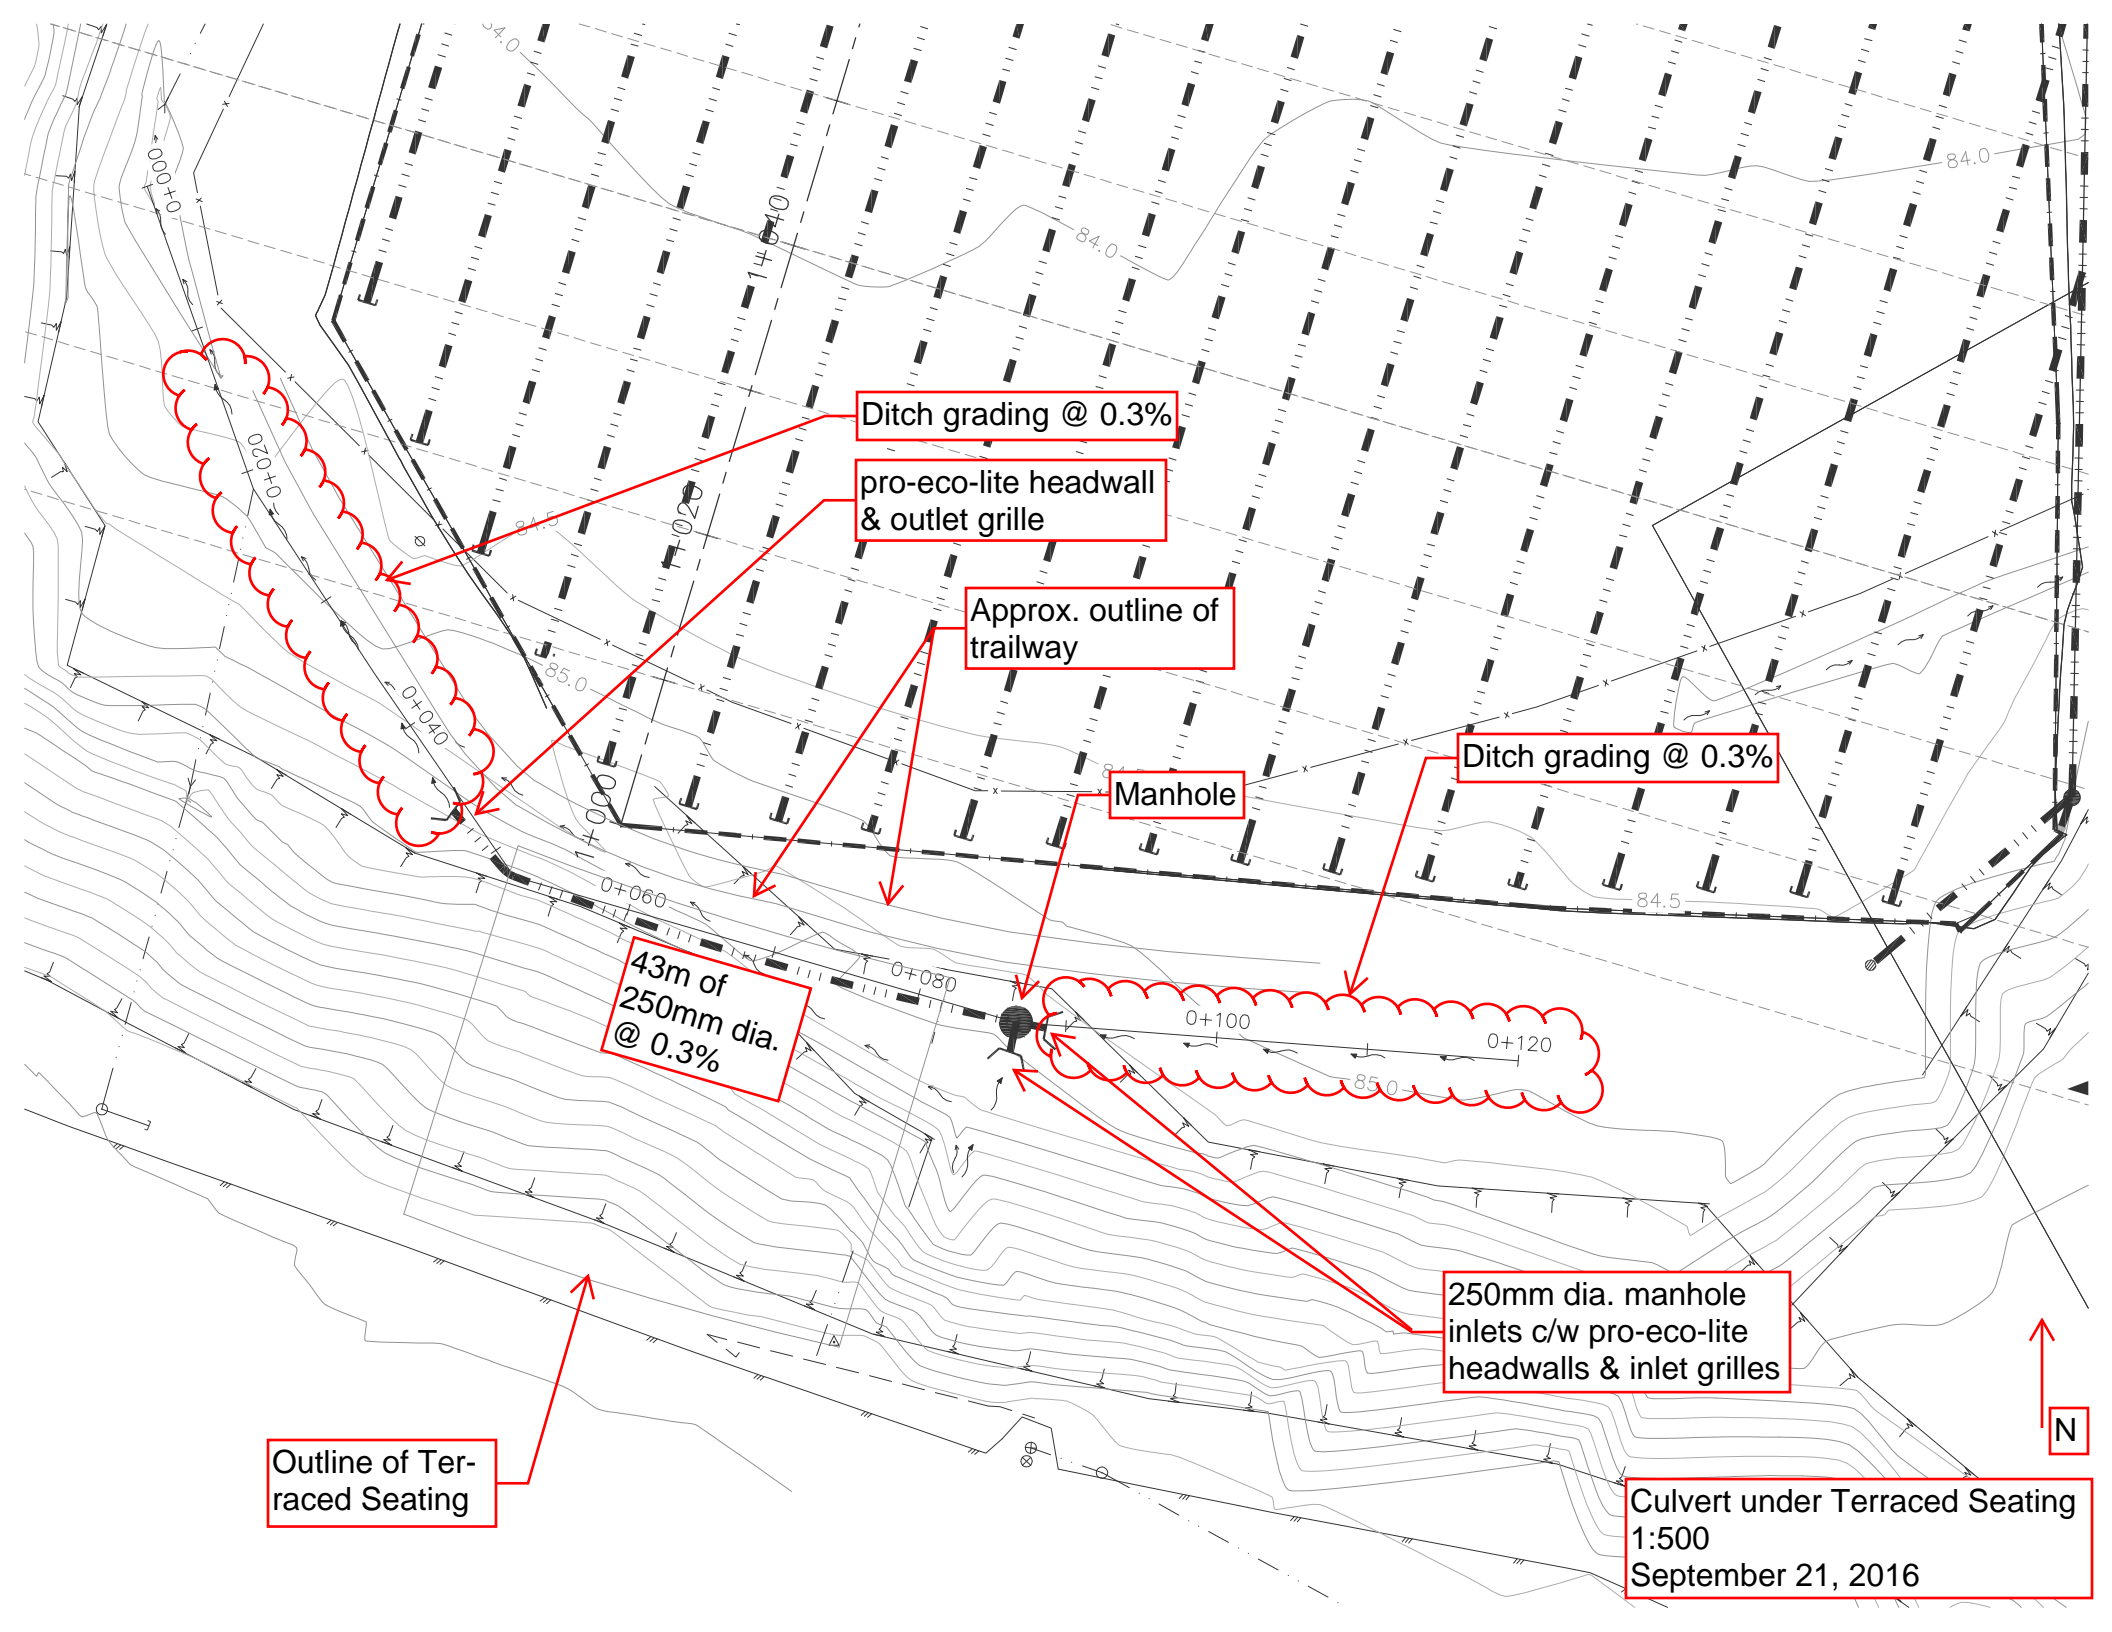 84.0
84.0
84.0
0+000
1+040
Ditch grading @ 0.3%
0+020
pro-eco-lite headwall
& outlet grille
84.5
1+020
Approx. outline of
trailway
85.0
0+040
Ditch grading @ 0.3%
Manhole
1+000
0+060
84.5
43m of
250mm dia.
@ 0.3%
0+080
0+100
0+120
85.0
250mm dia. manhole
inlets c/w pro-eco-lite
headwalls & inlet grilles
N
Outline of Ter-
raced Seating
Culvert under Terraced Seating
1:500
September 21, 2016